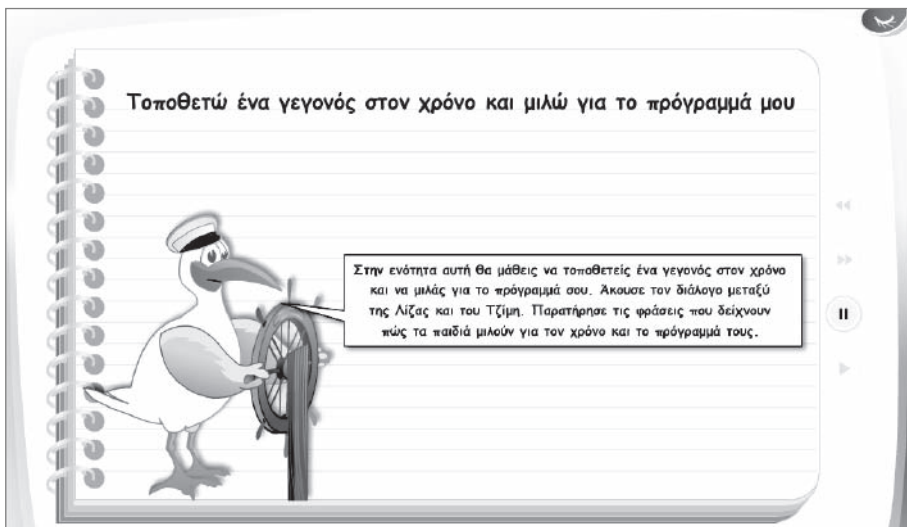 Τοποθετώ ένα γεγονός στον χρόνο και μιλώ για το πρόγραμμά μου
Στην ενότητα αυτή θα μάθεις να τοποθετείς ένα γεγονός στον χρόνο
και να μιλάς για το πρόγραμμά σου. Άκουσε τον διάλογο μεταξύ
της Λίζας και του Τζίμη. Παρατήρησε τις φράσεις που δείχνουν
πώς τα παιδιά μιλούν για τον χρόνο και το πρόγραμμά τους.